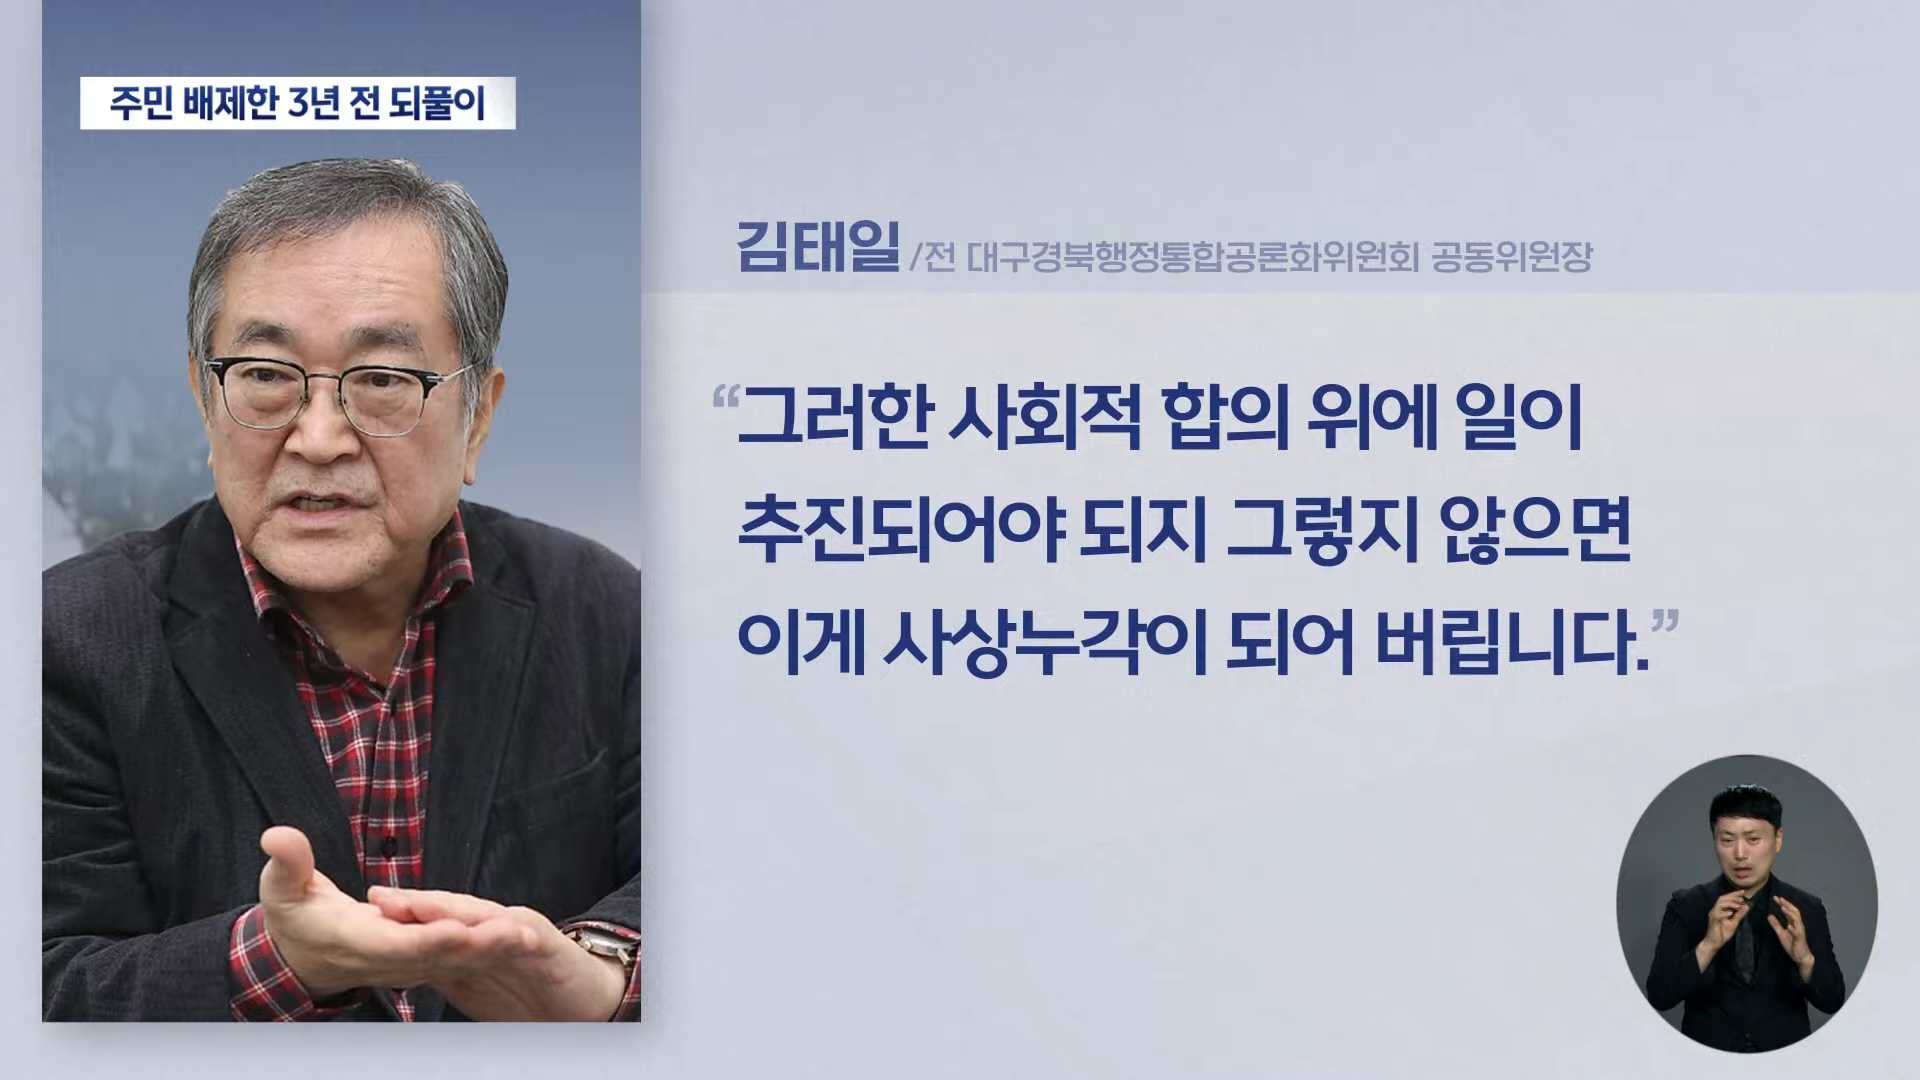 주민 배제한 3년 전 되풀이
김태일 /전 대구경북행정통합공론화위원회 공동위원장
“그러한 사회적 합의 위에 일이
추진되어야 되지 그렇지 않으면
이게 사상누각이 되어 버립니다.”